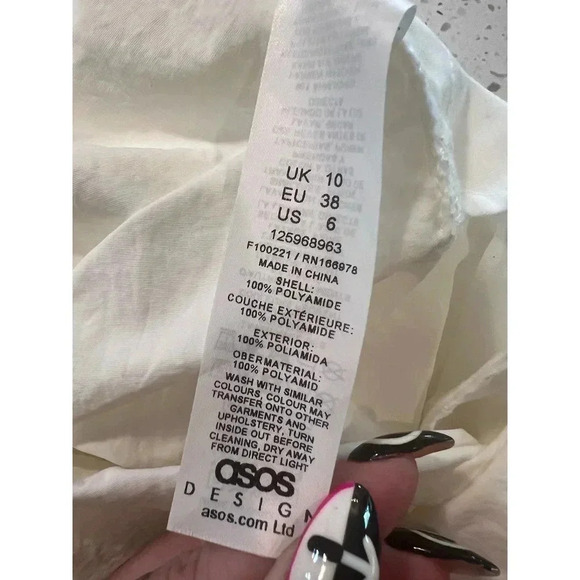 UK 10
EU 38
US 6
125968963
F100221 / RN166978
MADE IN CHINA
SHELL:
100% POLYAMIDE
COUCHE EXTÉRIEURE:
100% POLYAMIDE
EXTERIOR:
100% POLIAMIDA
OBERMATERIAL:
100% POLYAMID
WASH WITH SIMILAR
COLOURS, COLOUR MAY
TRANSFER ONTO OTHER
GARMENTS AND
UPHOLSTERY, TURN
INSIDE OUT BEFORE
CLEANING, DRY AWAY
FROM DIRECT LIGHT
asos
DESIGN
asos.com Ltd